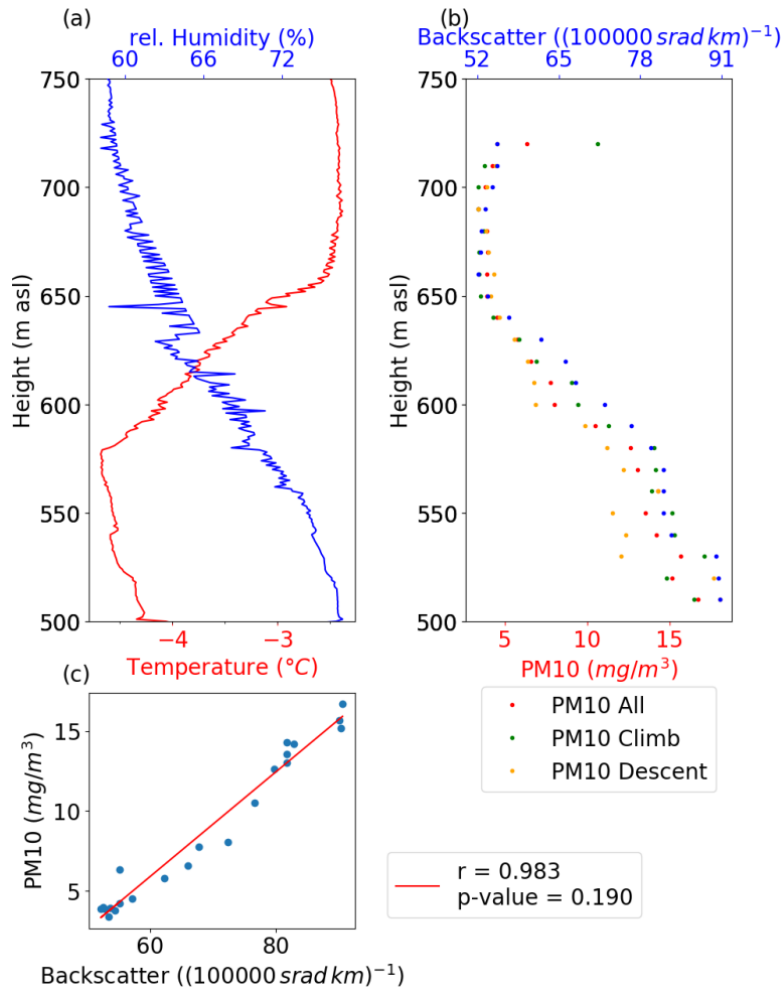 (a)
rel. Humidity (%)
60 66 72
750
700
650
600
550
500
Height (m asl)
−4 −3
Temperature (°C)
(b)
Backscatter ((100000 srad km)⁻¹
52 65 78 91
750
700
650
600
550
500
Height (m asl)
5 10 15
PM10 (mg/m³)
PM10 All
PM10 Climb
PM10 Descent
(c)
15
10
5
PM10 (mg/m³)
60 80
Backscatter ((100000 srad km)⁻¹)
r = 0.983
p-value = 0.190